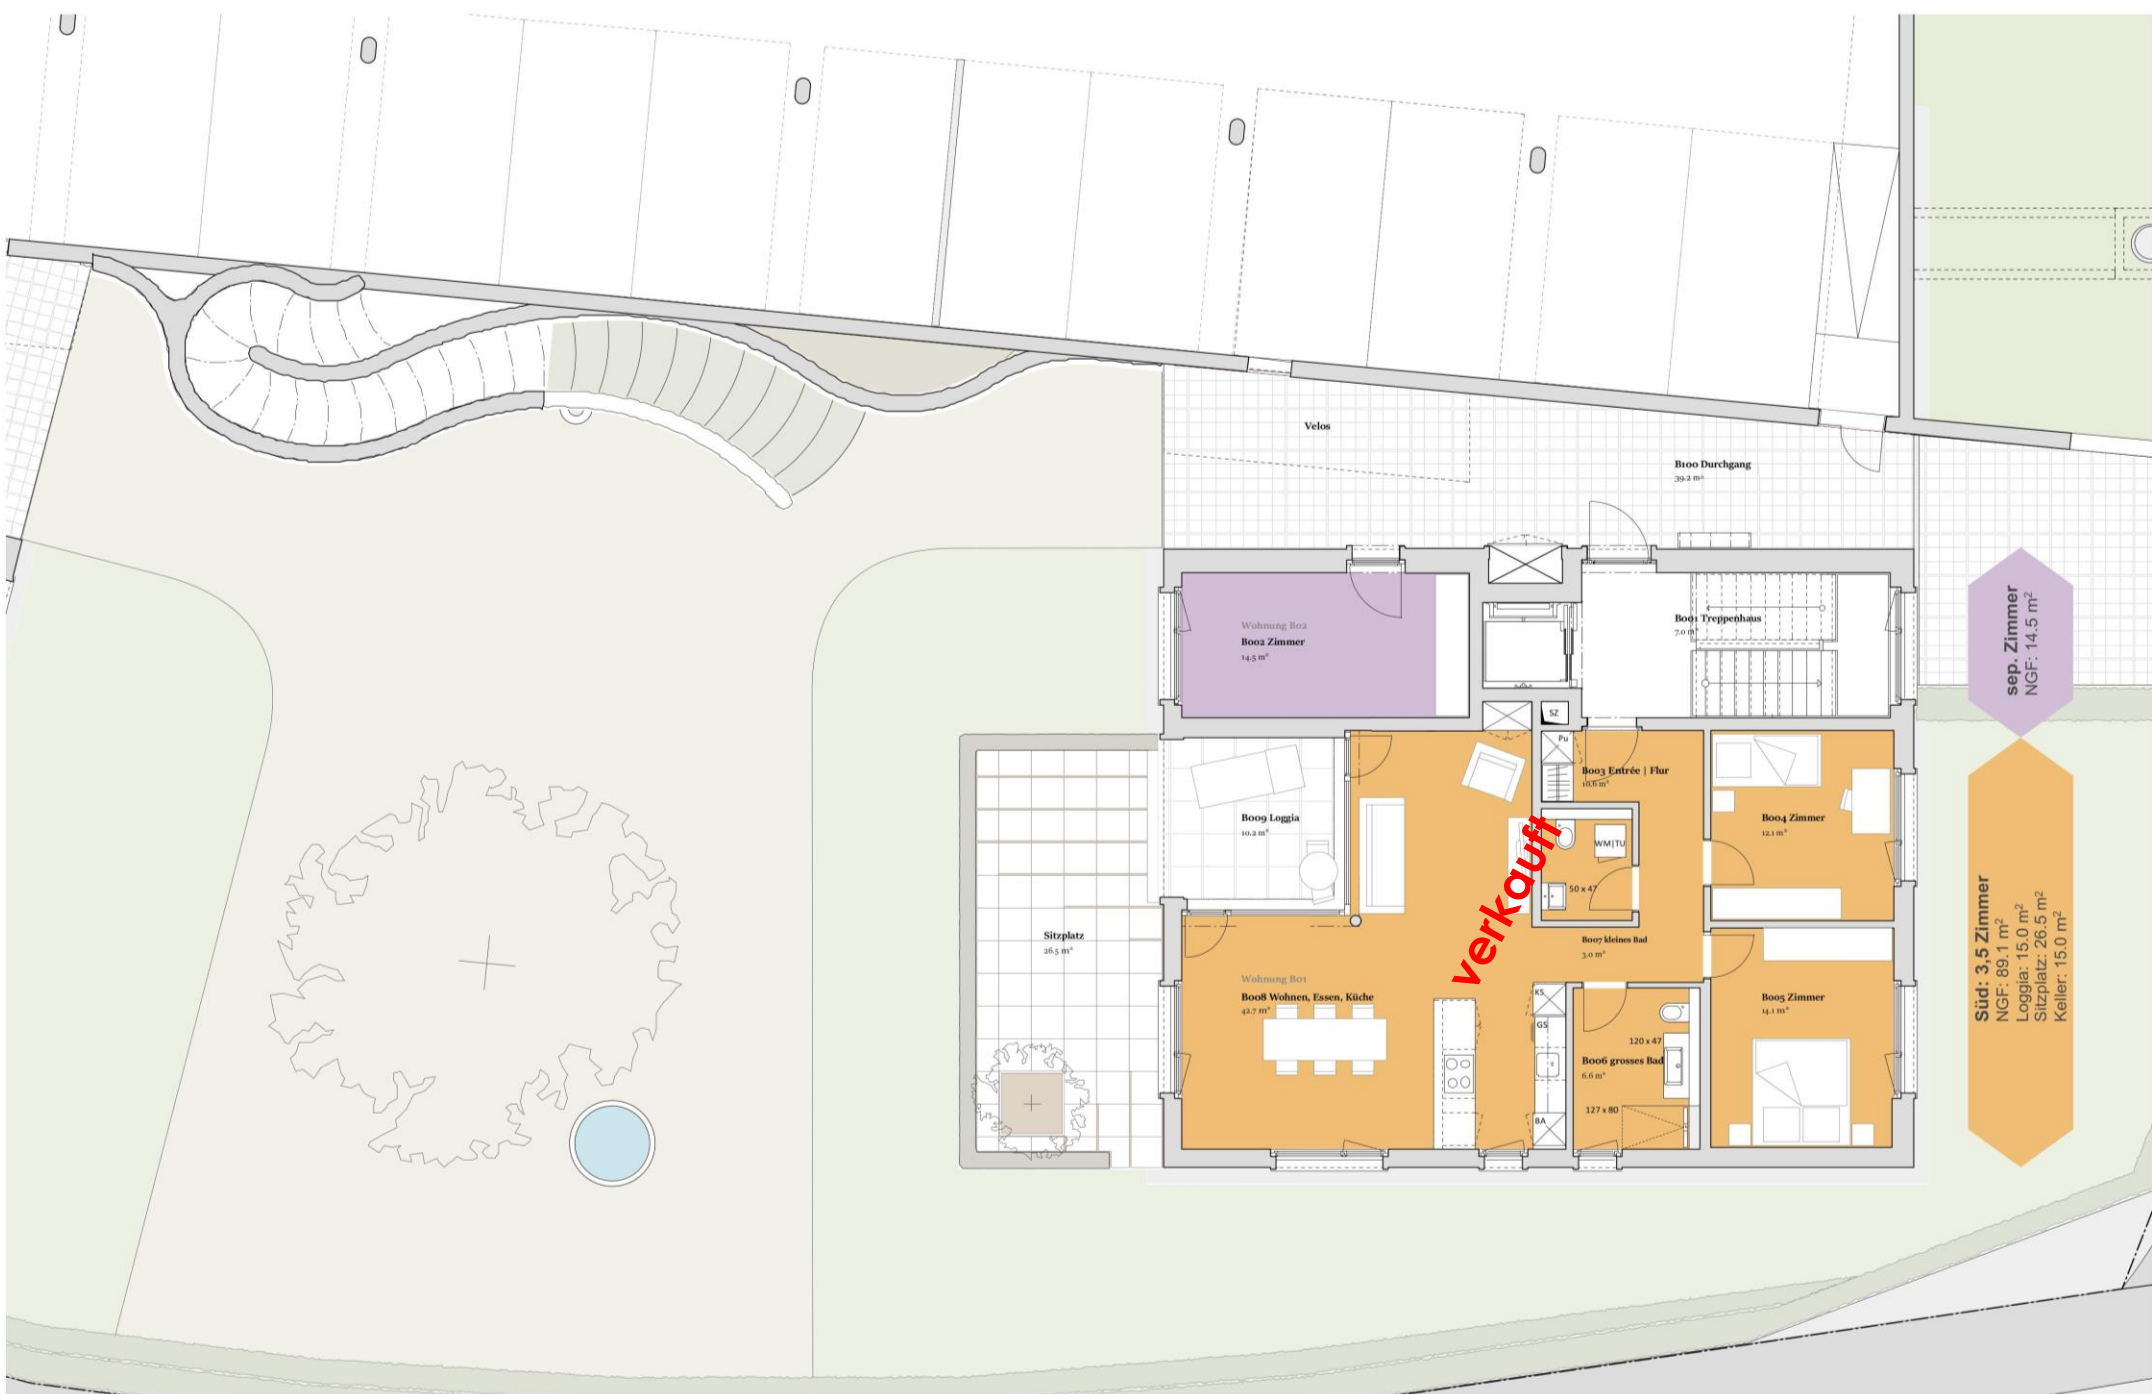 Velos
B100 Durchgang
39.2 m²
Wohnung B02
B002 Zimmer
14.5 m²
B001 Treppenhaus
7.0 m²
SZ
Pu
B003 Entrée | Flur
10.6 m²
B009 Loggia
10.2 m²
B004 Zimmer
12.1 m²
WM|TU
50 x 47
verkauft
Sitzplatz
26.5 m²
B007 kleines Bad
3.0 m²
Wohnung B01
B008 Wohnen, Essen, Küche
42.7 m²
KS
GS
BA
B005 Zimmer
14.1 m²
120 x 47
B006 grosses Bad
6.6 m²
127 x 80
sep. Zimmer
NGF: 14.5 m²
Süd: 3,5 Zimmer
NGF: 89.1 m²
Loggia: 15.0 m²
Sitzplatz: 26.5 m²
Keller: 15.0 m²